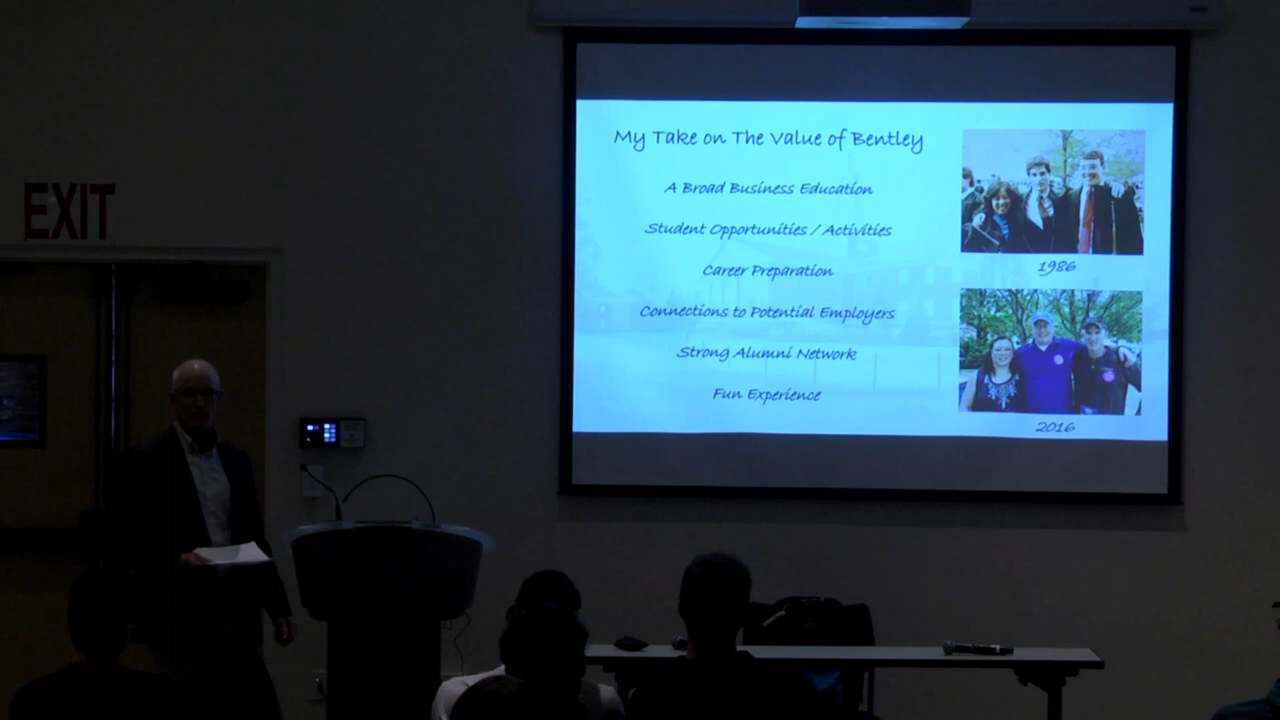 EXIT
My Take on The Value of Bentley
A Broad Business Education
Student Opportunities / Activities
Career Preparation
Connections to Potential Employers
Strong Alumni Network
Fun Experience
1986
2016